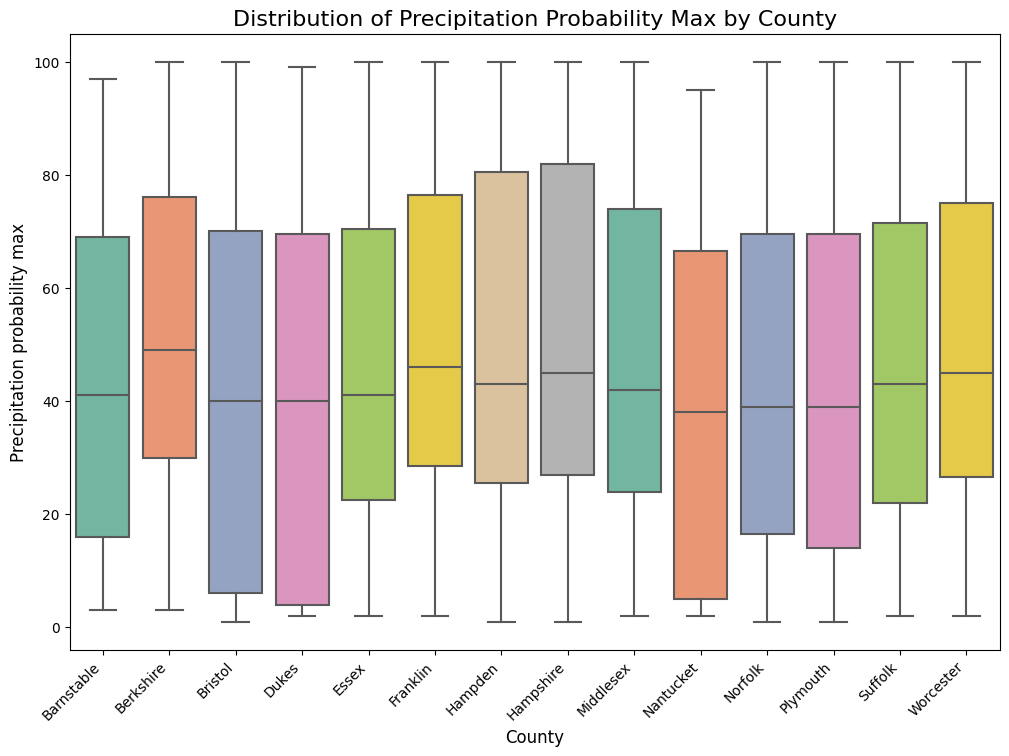 Distribution of Precipitation Probability Max by County
Precipitation probability max
100
80
60
40
20
0
Barnstable
Berkshire
Bristol
Dukes
Essex
Franklin
Hampden
Hampshire
Middlesex
Nantucket
Norfolk
Plymouth
Suffolk
Worcester
County